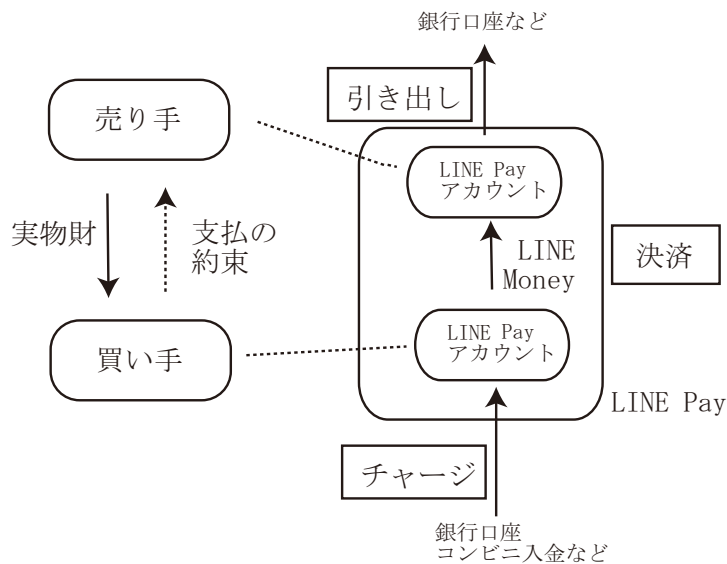 銀行口座など
引き出し
売り手
LINE Pay
アカウント
実物財
支払の
約束
LINE
Money
決済
買い手
LINE Pay
アカウント
LINE Pay
チャージ
銀行口座
コンビニ入金など